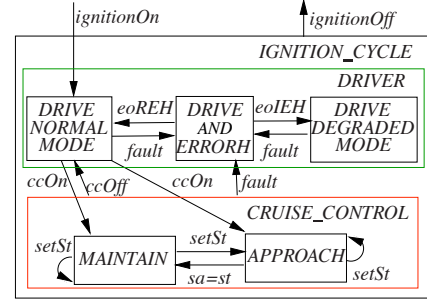 ignitionOn
ignitionOff
IGNITION_CYCLE
DRIVER
DRIVE
NORMAL
MODE
eoREH
fault
DRIVE
AND
ERRORH
eoIEH
fault
DRIVE
DEGRADED
MODE
ccOn
ccOff
ccOn
fault
CRUISE_CONTROL
setSt
MAINTAIN
setSt
sa=st
APPROACH
setSt